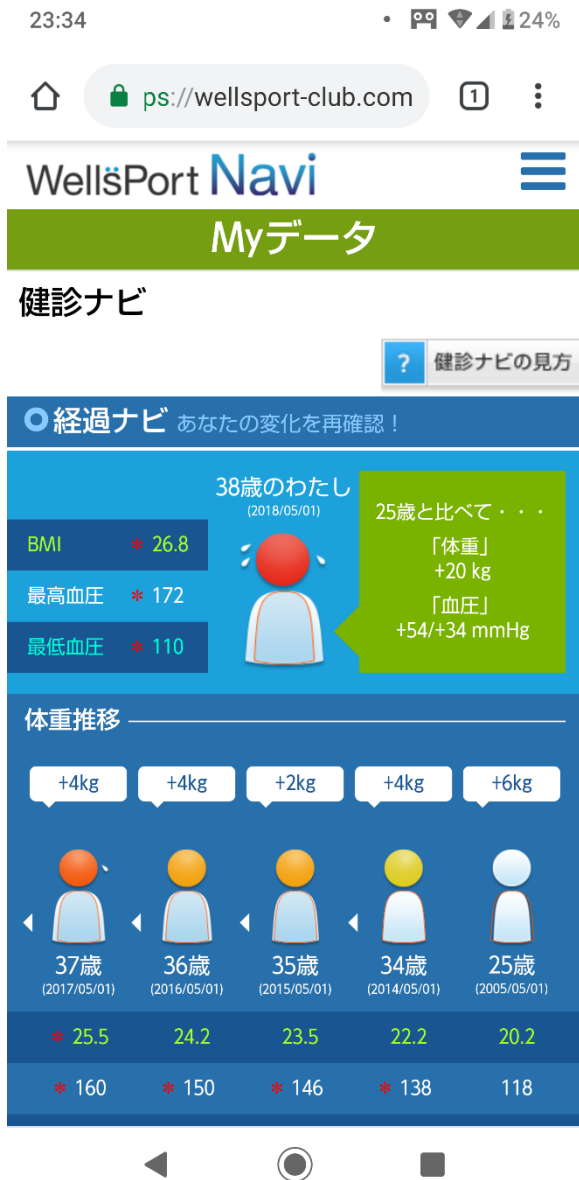 23:34
24%
ps://wellsport-club.com
1
WellsPort Navi
Myデータ
健診ナビ
? 健診ナビの見方
経過ナビ あなたの変化を再確認！
38歳のわたし
(2018/05/01)
BMI * 26.8
最高血圧 * 172
最低血圧 * 110
25歳と比べて・・・
「体重」
+20 kg
「血圧」
+54/+34 mmHg
体重推移
+4kg +4kg +2kg +4kg +6kg
37歳 36歳 35歳 34歳 25歳
(2017/05/01) (2016/05/01) (2015/05/01) (2014/05/01) (2005/05/01)
* 25.5 24.2 23.5 22.2 20.2
* 160 * 150 * 146 * 138 118